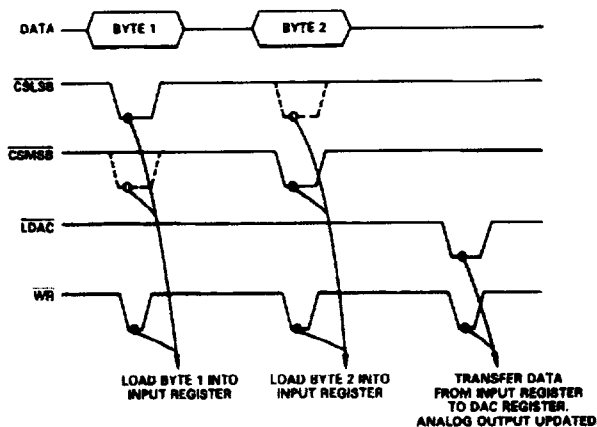 DATA
BYTE 1
BYTE 2
CSLSB
CSMSB
LDAC
WR
LOAD BYTE 1 INTO
INPUT REGISTER
LOAD BYTE 2 INTO
INPUT REGISTER
TRANSFER DATA
FROM INPUT REGISTER
TO DAC REGISTER.
ANALOG OUTPUT UPDATED